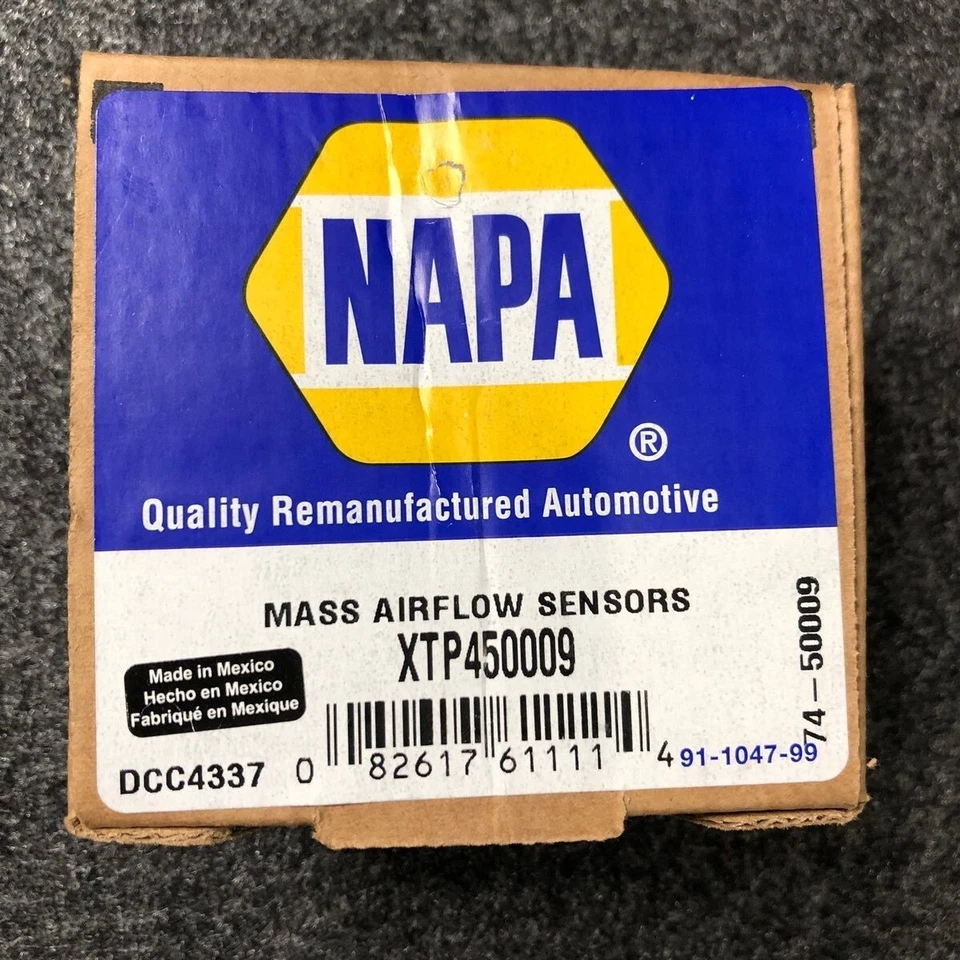 NAPA
®
Quality Remanufactured Automotive
MASS AIRFLOW SENSORS
XTP450009
Made in Mexico
Hecho en Mexico
Fabriqué en Mexique
DCC4337
0 82617 61111 4
91-1047-99
74-50009